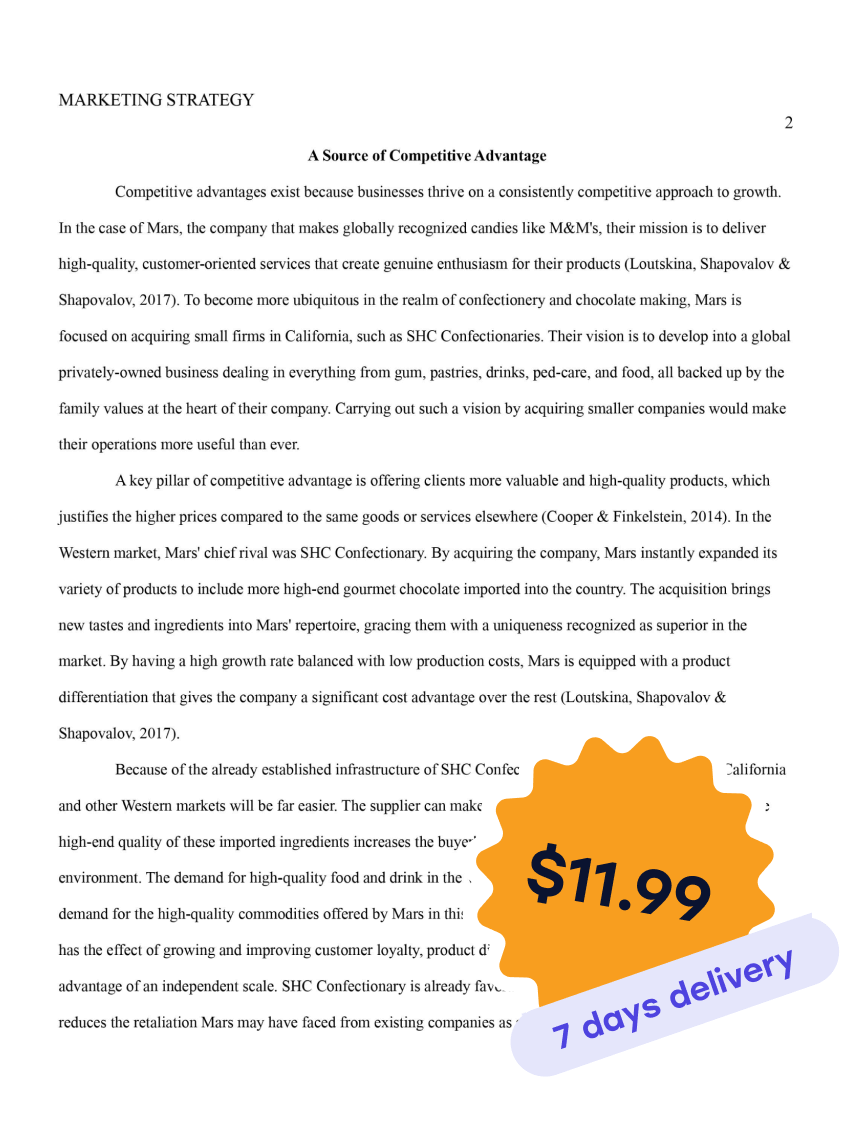 MARKETING STRATEGY
2
A Source of Competitive Advantage
Competitive advantages exist because businesses thrive on a consistently competitive approach to growth.
In the case of Mars, the company that makes globally recognized candies like M&M's, their mission is to deliver
high-quality, customer-oriented services that create genuine enthusiasm for their products (Loutskina, Shapovalov &
Shapovalov, 2017). To become more ubiquitous in the realm of confectionery and chocolate making, Mars is
focused on acquiring small firms in California, such as SHC Confectionaries. Their vision is to develop into a global
privately-owned business dealing in everything from gum, pastries, drinks, ped-care, and food, all backed up by the
family values at the heart of their company. Carrying out such a vision by acquiring smaller companies would make
their operations more useful than ever.
A key pillar of competitive advantage is offering clients more valuable and high-quality products, which
justifies the higher prices compared to the same goods or services elsewhere (Cooper & Finkelstein, 2014). In the
Western market, Mars' chief rival was SHC Confectionary. By acquiring the company, Mars instantly expanded its
variety of products to include more high-end gourmet chocolate imported into the country. The acquisition brings
new tastes and ingredients into Mars' repertoire, gracing them with a uniqueness recognized as superior in the
market. By having a high growth rate balanced with low production costs, Mars is equipped with a product
differentiation that gives the company a significant cost advantage over the rest (Loutskina, Shapovalov &
Shapovalov, 2017).
Because of the already established infrastructure of SHC California
and other Western markets will be far easier. The supplier can make
high-end quality of these imported ingredients increases the
environment. The demand for high-quality food and drink in the
demand for the high-quality commodities offered by Mars in this
has the effect of growing and improving customer loyalty, product
advantage of an independent scale. SHC Confectionary is already
reduces the retaliation Mars may have faced from existing companies as
$11.99
7 days delivery